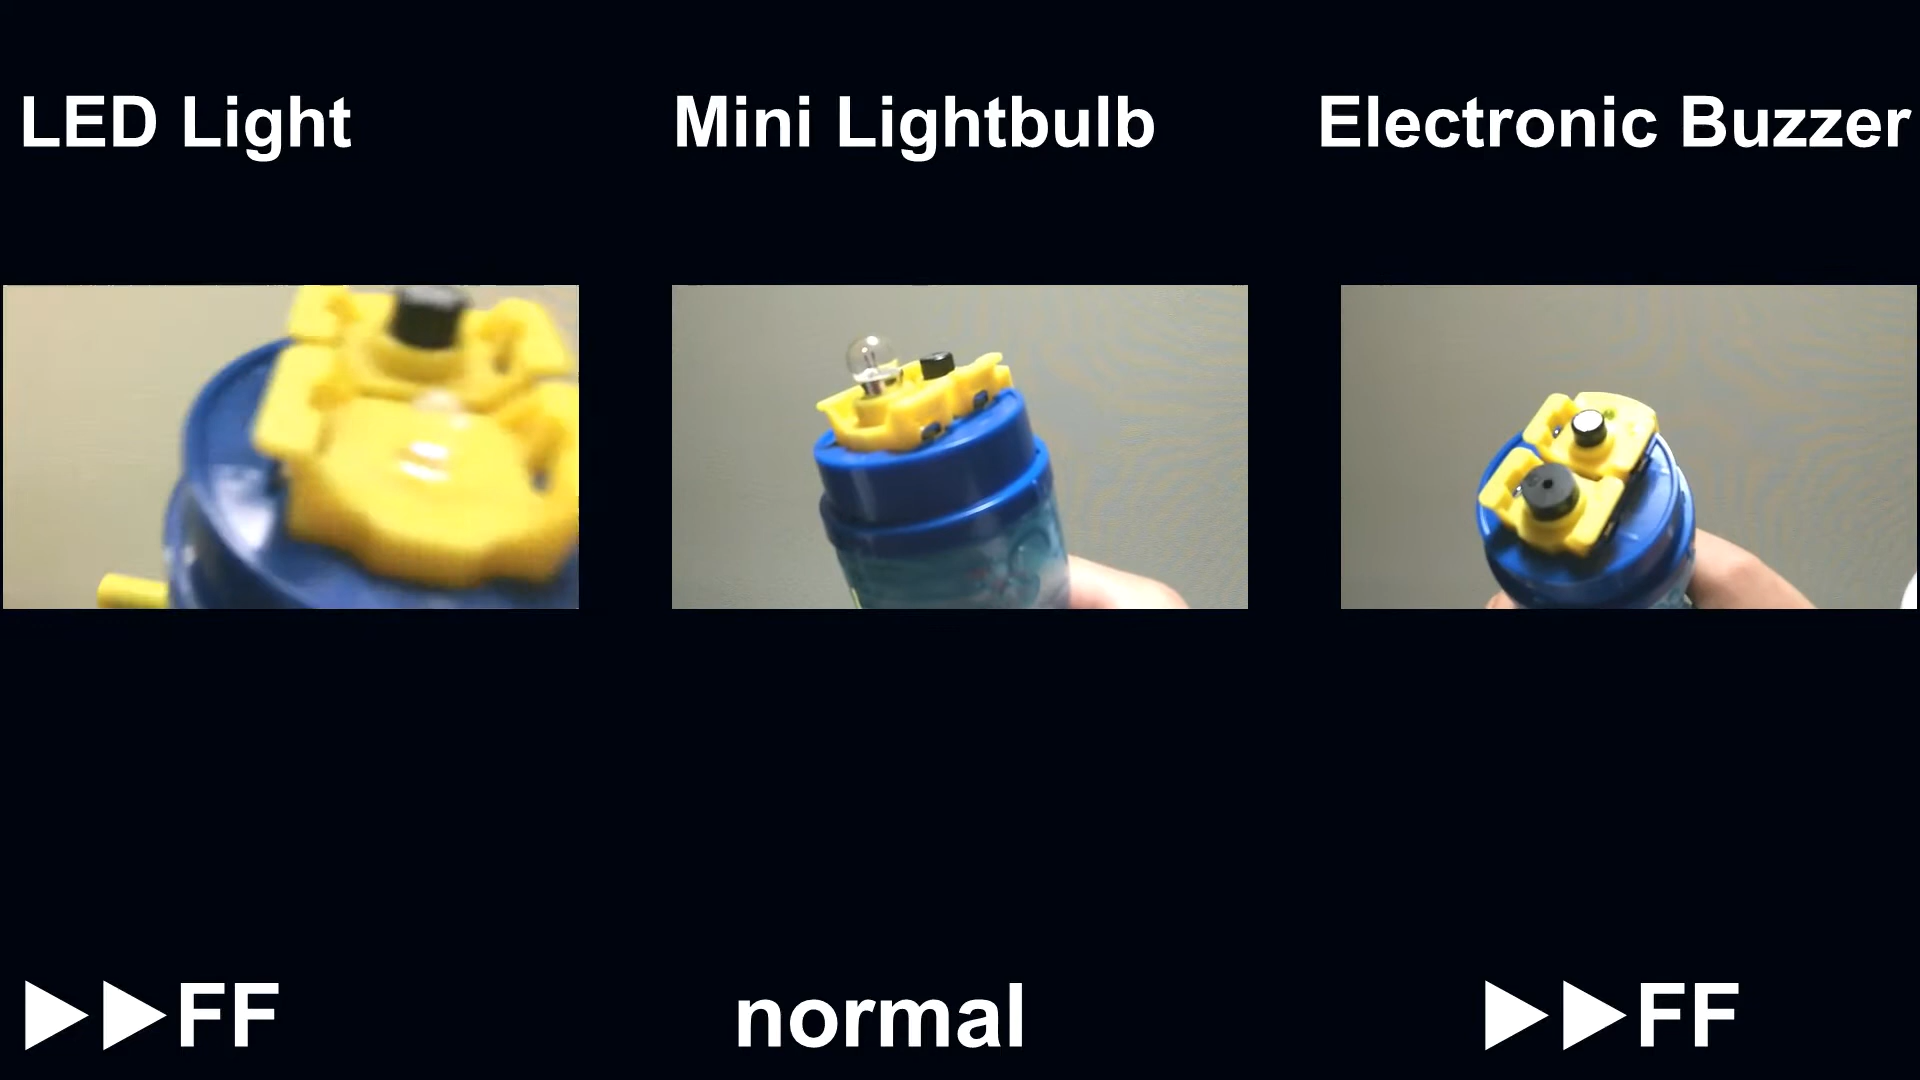 LED Light
Mini Lightbulb
Electronic Buzzer
▶▶FF
normal
▶▶FF